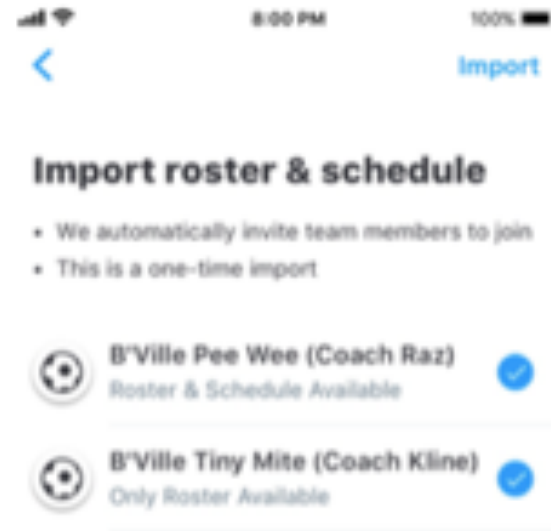 8:00 PM 100%
Import
Import roster & schedule
• We automatically invite team members to join
• This is a one-time import
B'Ville Pee Wee (Coach Raz)
Roster & Schedule Available
B'Ville Tiny Mite (Coach Kline)
Only Roster Available